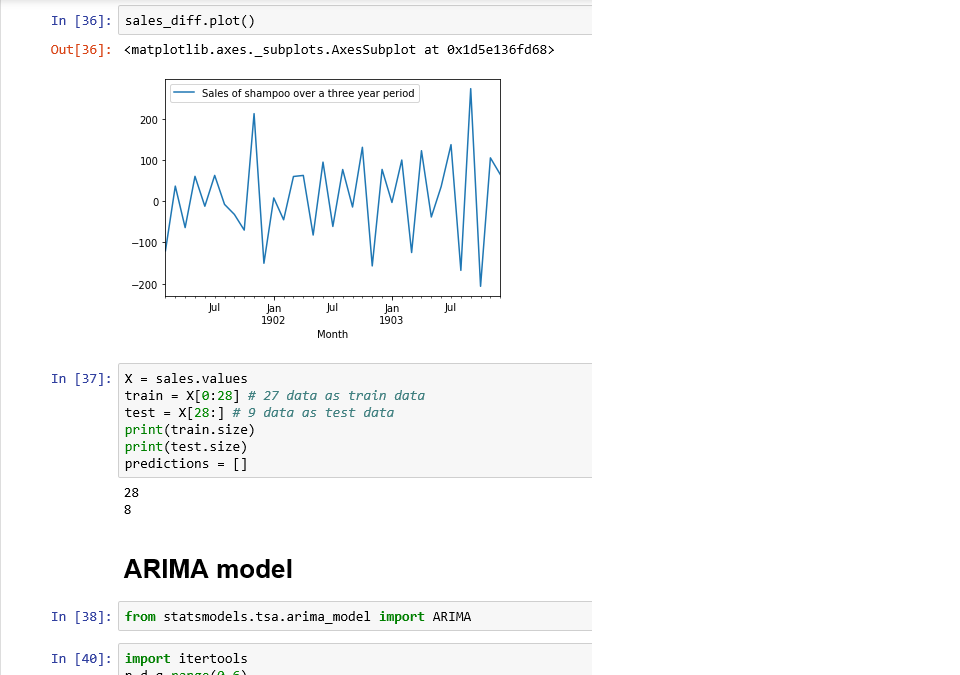 In [36]: sales_diff.plot()
Out[36]: <matplotlib.axes._subplots.AxesSubplot at 0x1d5e136fd68>
Sales of shampoo over a three year period
200
100
0
−100
−200
Jul Jan Jul Jan Jul
1902 1903
Month
In [37]: X = sales.values
train = X[0:28] # 27 data as train data
test = X[28:] # 9 data as test data
print(train.size)
print(test.size)
predictions = []
28
8
ARIMA model
In [38]: from statsmodels.tsa.arima_model import ARIMA
In [40]: import itertools